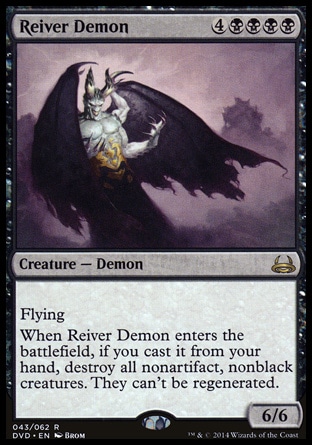 Reiver Demon 4
Creature — Demon
Flying
When Reiver Demon enters the
battlefield, if you cast it from your
hand, destroy all nonartifact, nonblack
creatures. They can't be regenerated.
6/6
043/062 R
DVD • EN Brom
™ & © 2014 Wizards of the Coast